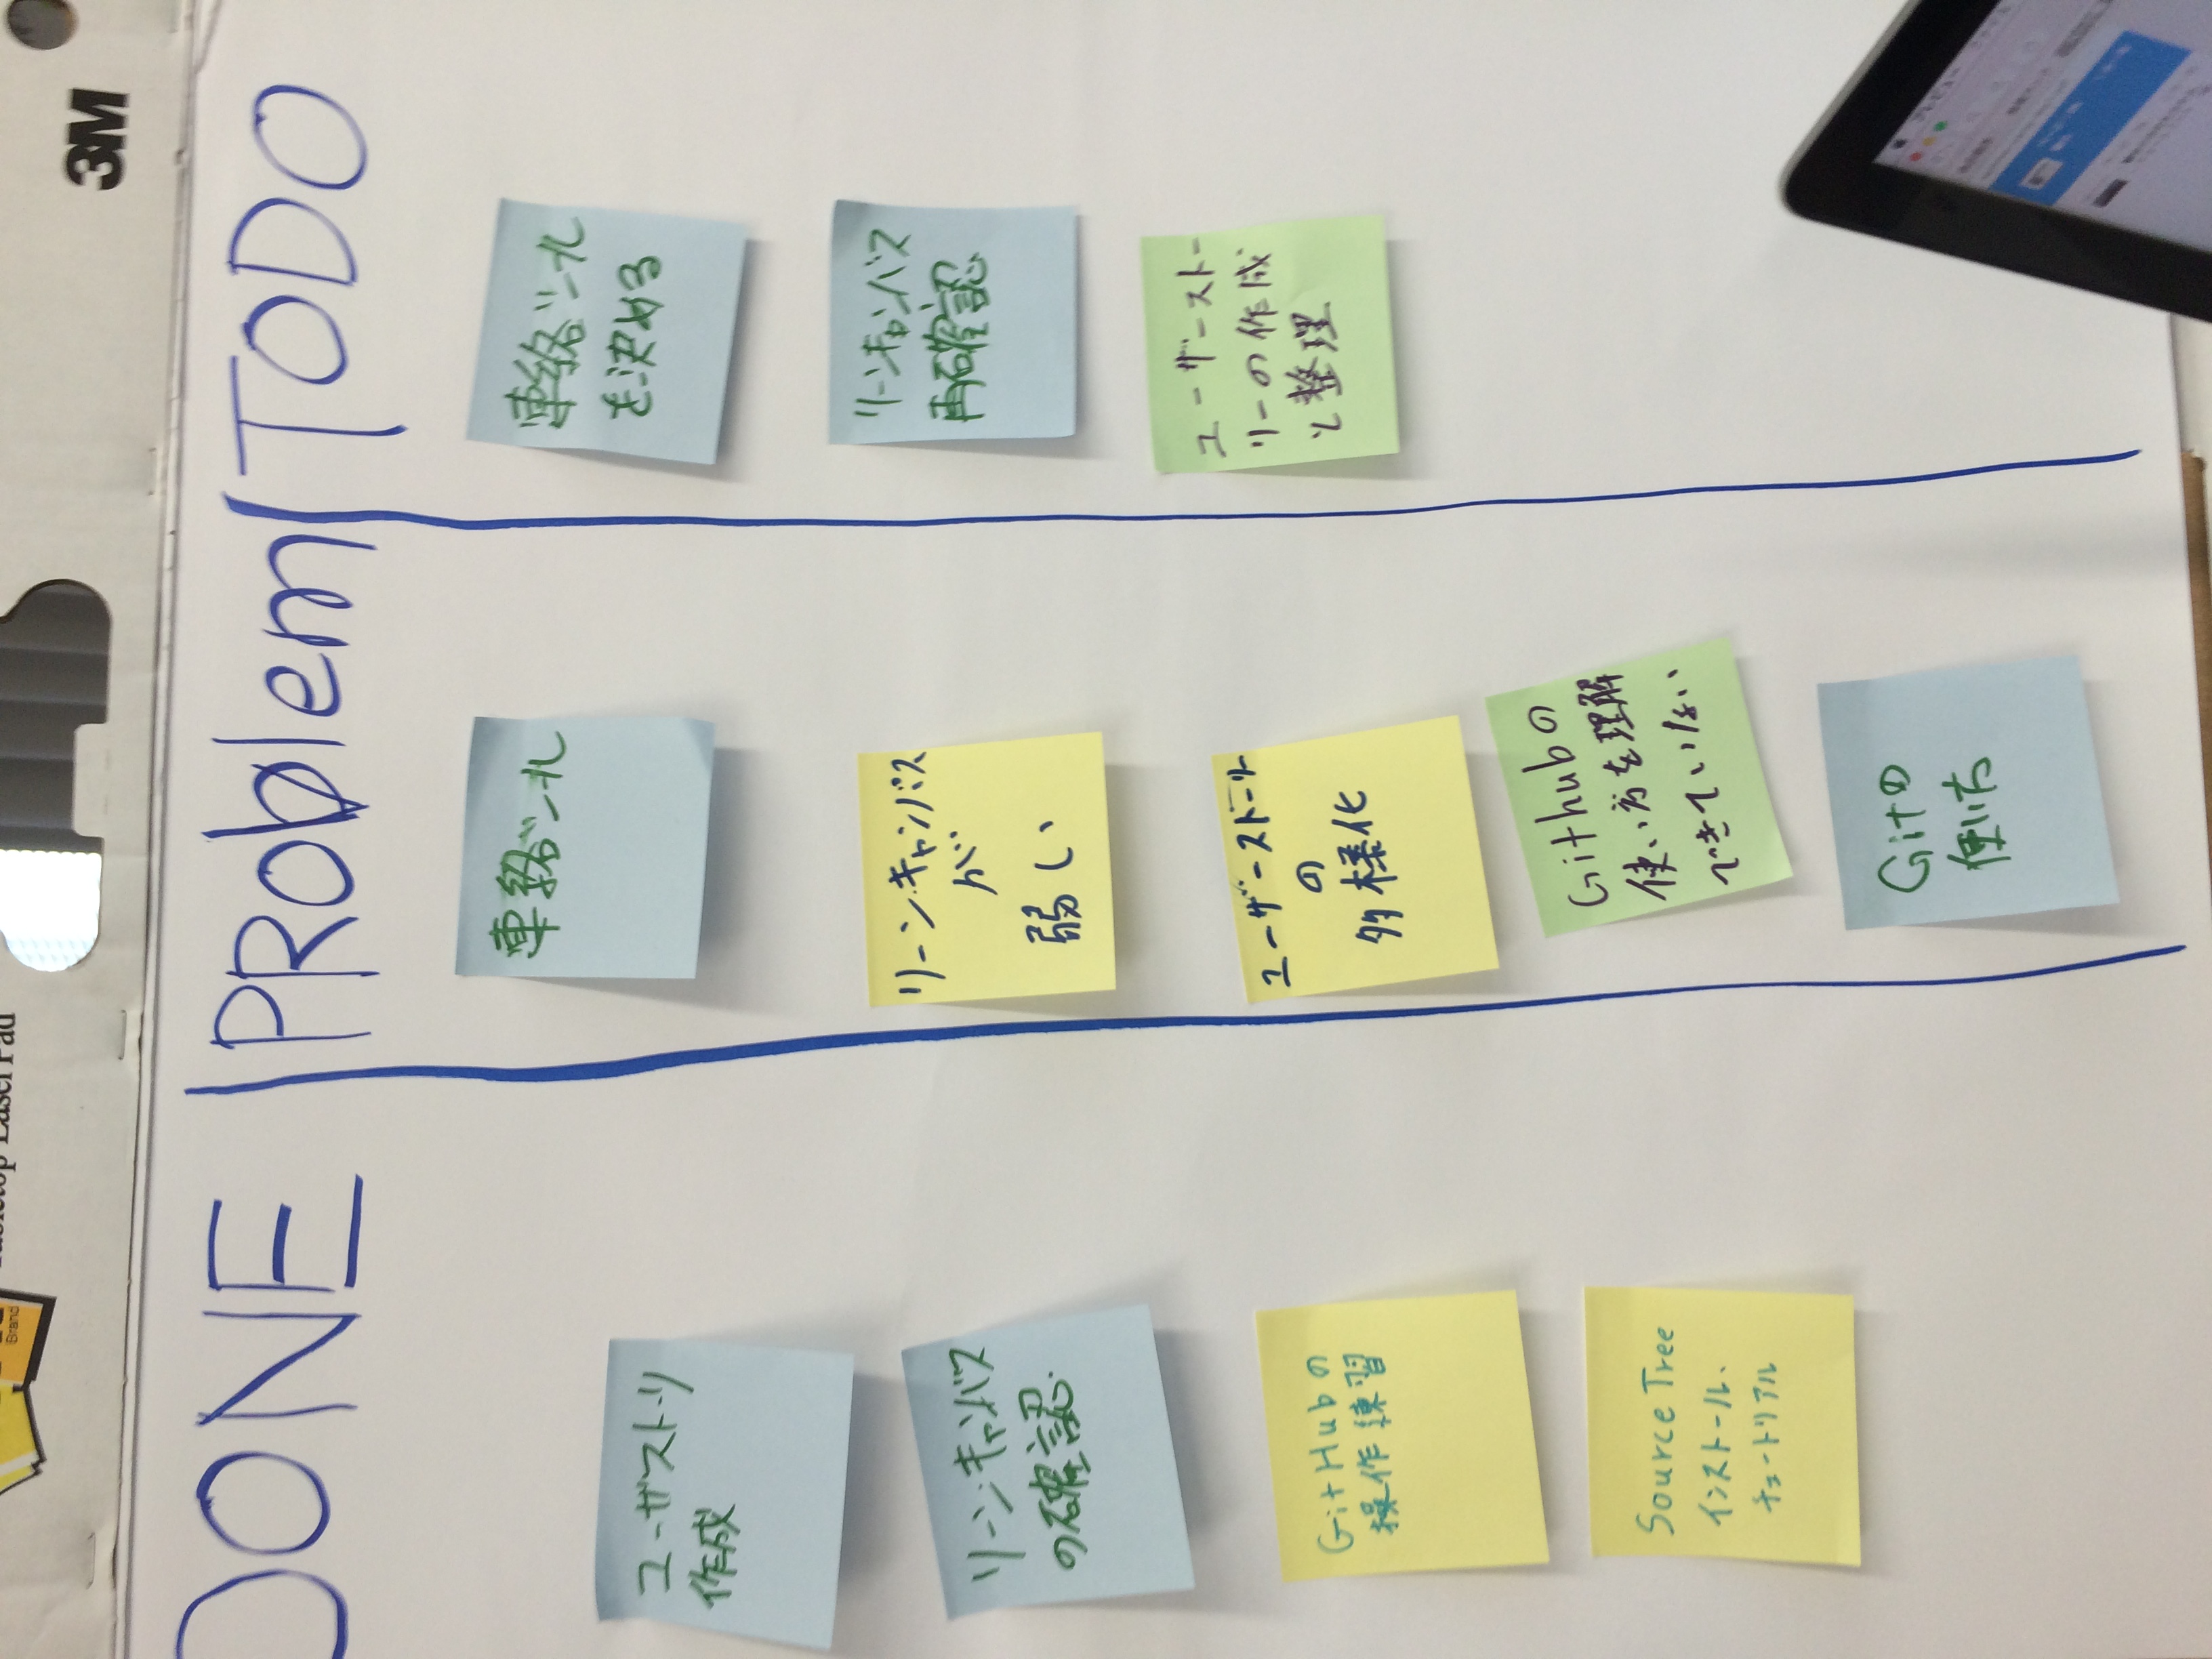 Brand
Tabletop Easel Pad
3M
DONE
PRoblem
TODO
ユーザストーリ
作成
リーンキャンバス
の確認
GitHubの
操作練習
Source Tree
インストール、
チュートリアル
連絡ツール
リーンキャンバス
が
弱い
ユーザーストーリー
の
多様化
Githubの
使い方を理解
できていない
Gitの
使い方
連絡ツール
を決める
リーンキャンバス
再確認
ユーザースト-
リーの作成
と整理
プレビュー